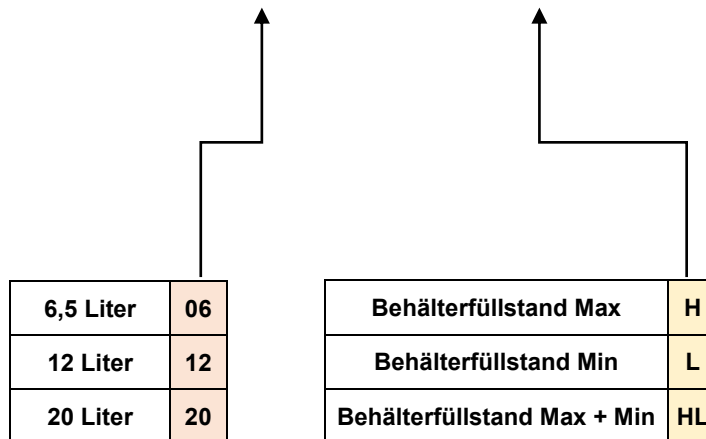 6,5 Liter 06 Behälterfüllstand Max H
12 Liter 12 Behälterfüllstand Min L
20 Liter 20 Behälterfüllstand Max + Min HL